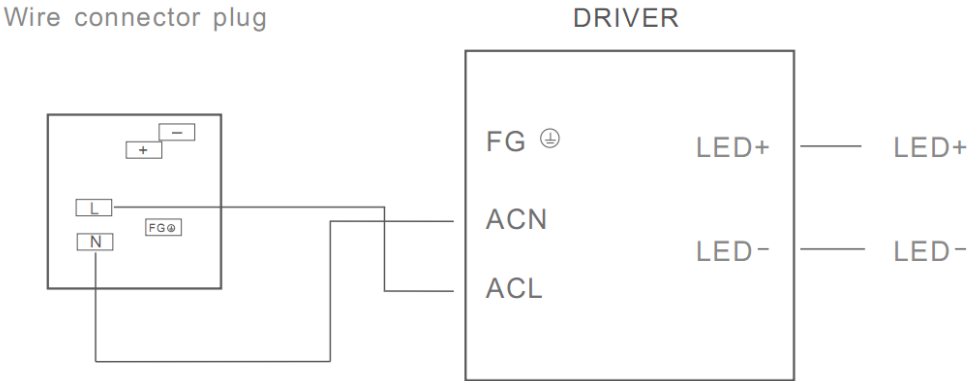 Wire connector plug
DRIVER
−
+
L
FG⏚
N
FG ⏚
ACN
ACL
LED+
LED−
LED+
LED−